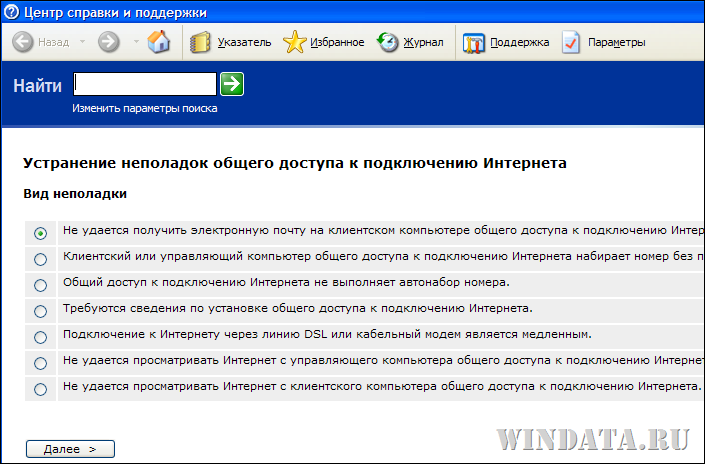 Центр справки и поддержки
Назад Указатель Избранное Журнал Поддержка Параметры
Найти
Изменить параметры поиска
Устранение неполадок общего доступа к подключению Интернета
Вид неполадки
Не удается получить электронную почту на клиентском компьютере общего доступа к подключению Интер
Клиентский или управляющий компьютер общего доступа к подключению Интернета набирает номер без п
Общий доступ к подключению Интернета не выполняет автонабор номера.
Требуются сведения по установке общего доступа к подключению Интернета.
Подключение к Интернету через линию DSL или кабельный модем является медленным.
Не удается просматривать Интернет с управляющего компьютера общего доступа к подключению Интернет
Не удается просматривать Интернет с клиентского компьютера общего доступа к подключению Интернета.
Далее >
WINDATA.RU